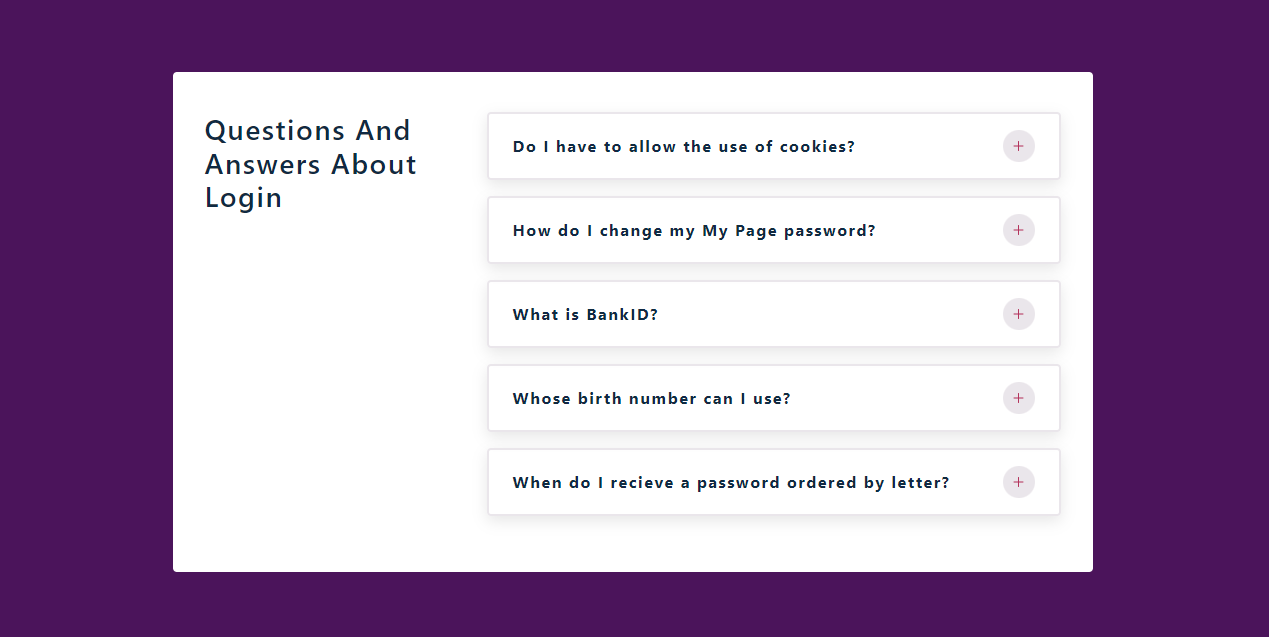 Questions And
Answers About
Login
Do I have to allow the use of cookies?
How do I change my My Page password?
What is BankID?
Whose birth number can I use?
When do I recieve a password ordered by letter?